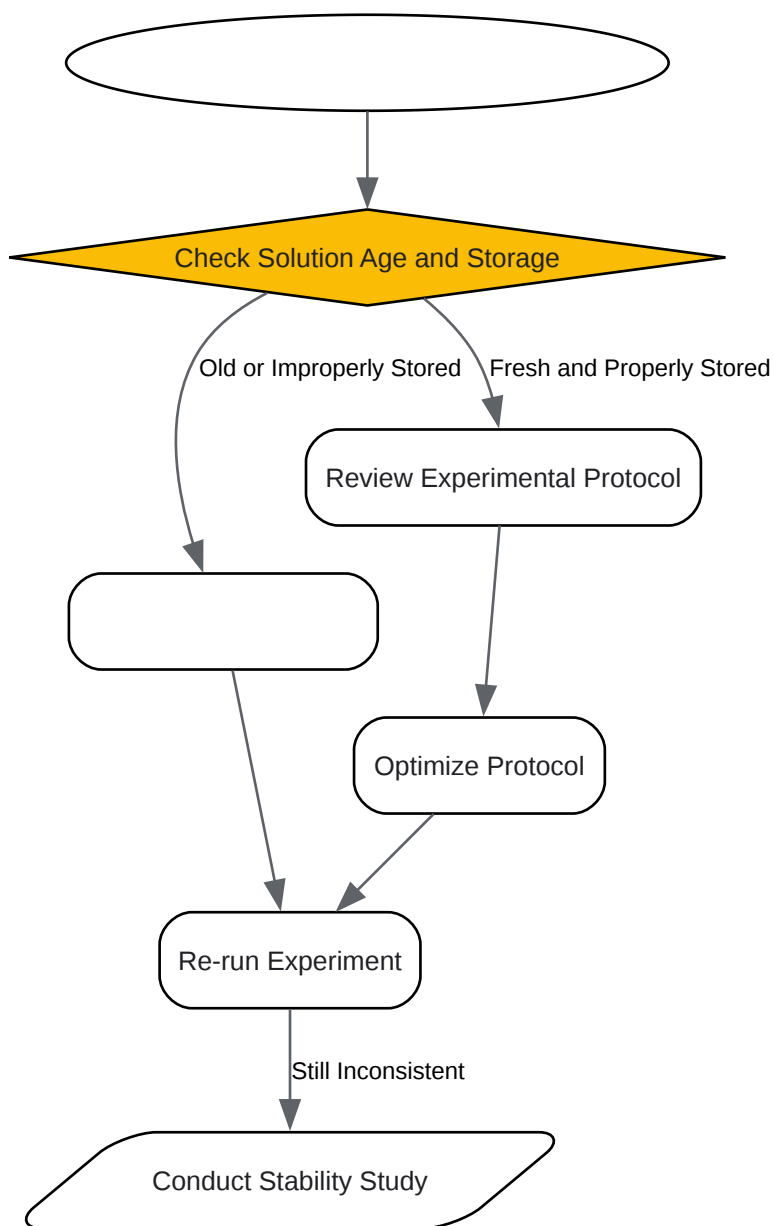 Check Solution Age and Storage
Old or Improperly Stored
Fresh and Properly Stored
Review Experimental Protocol
Optimize Protocol
Re-run Experiment
Still Inconsistent
Conduct Stability Study